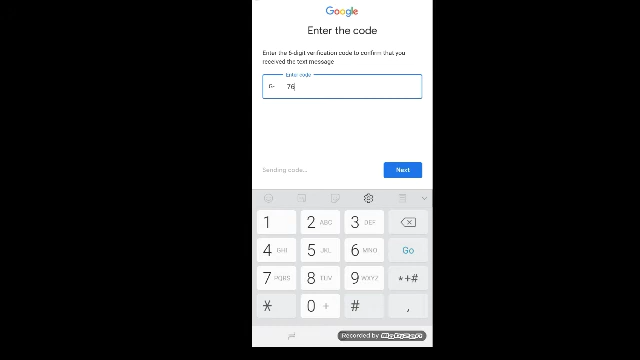 Google
Enter the code
Enter the 6-digit verification code to confirm that you
received the text message
Enter code
G- 76
Sending code...
Next
1 2 ABC 3 DEF
4 GHI 5 JKL 6 MNO Go
7 PQRS 8 TUV 9 WXYZ *+#
* 0 + # ,
Recorded by